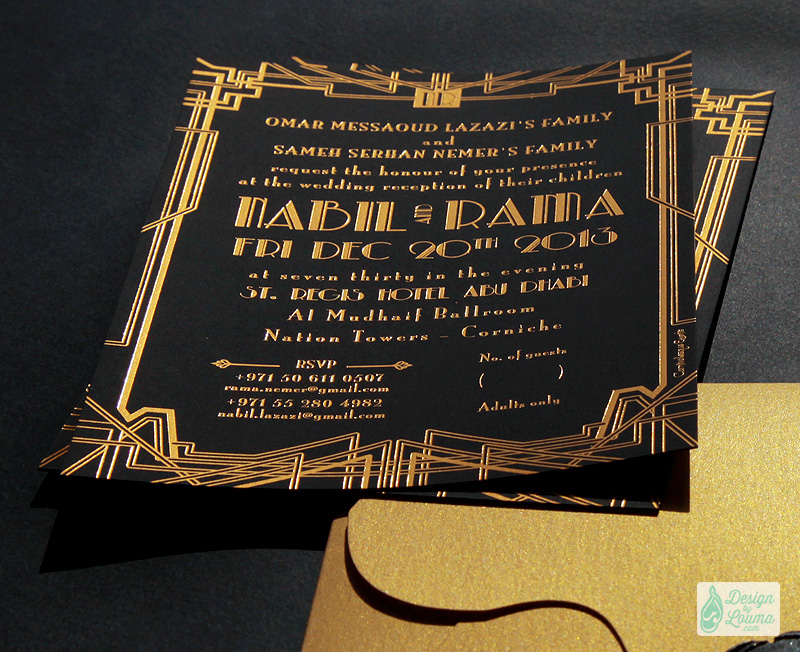 NR
OMAR MESSAOUD LAZAZI'S FAMILY
and
SAMEH SERHAN NEMER'S FAMILY
request the honour of your presence
at the wedding reception of their children
NABIL AND RAMA
FRI DEC 20TH 2013
at seven thirty in the evening
ST. REGIS HOTEL ABU DHABI
Al Mudhaif Ballroom
Nation Towers - Corniche
RSVP
+971 50 611 0507
rama.nemer@gmail.com
+971 55 280 4982
nabil.lazazi@gmail.com
No. of guests
( )
Adults only
Design
by
Louma
.com